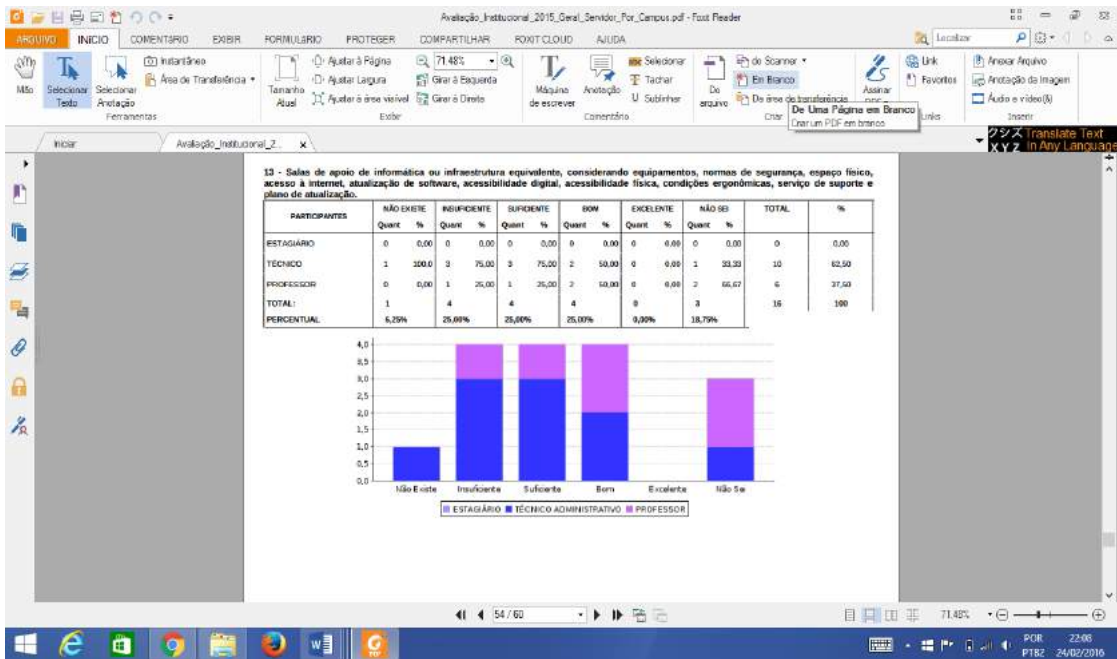 Avaliação_Institucional_2015_Geral_Servidor_Por_Campus.pdf - Foxit Reader
ARQUIVO INÍCIO COMENTÁRIO EXIBIR FORMULÁRIO PROTEGER COMPARTILHAR FOXIT CLOUD AJUDA Localizar
Mão
Selecionar Texto
Selecionar Anotação
Instantâneo
Área de Transferência
Ferramentas
Tamanho Atual
Ajustar à Página
Ajustar Largura
Ajustar à área visível
71.48%
Girar à Esquerda
Girar à Direita
Exibir
Máquina de escrever
Anotação
Selecionar
Tachar
Sublinhar
Comentário
De arquivo
do Scanner
Em Branco
De área de transferência
Criar
Assinar
Link
Favoritos
Links
Anexar Arquivo
Anotação da Imagem
Áudio e vídeo(&)
Inserir
De Uma Página em Branco
Criar um PDF em branco
Iniciar
Avaliação_Institucional_2...
Translate Text
XYZ In Any Language
13 - Salas de apoio de informática ou infraestrutura equivalente, considerando equipamentos, normas de segurança, espaço físico,
acesso à internet, atualização de software, acessibilidade digital, acessibilidade física, condições ergonômicas, serviço de suporte e
plano de atualização.
PARTICIPANTES NÃO EXISTE INSUFICIENTE SUFICIENTE BOM EXCELENTE NÃO SEI TOTAL %
Quant % Quant % Quant % Quant % Quant % Quant %
ESTAGIÁRIO 0 0,00 0 0,00 0 0,00 0 0,00 0 0,00 0 0,00 0 0,00
TÉCNICO 1 100,0 3 75,00 3 75,00 2 50,00 0 0,00 1 33,33 10 62,50
PROFESSOR 0 0,00 1 25,00 1 25,00 2 50,00 0 0,00 2 66,67 6 37,50
TOTAL: 1 4 4 4 0 3 16 100
PERCENTUAL 6,25% 25,00% 25,00% 25,00% 0,00% 18,75%
4,0
3,5
3,0
2,5
2,0
1,5
1,0
0,5
0,0
Não Existe Insuficiente Suficiente Bom Excelente Não Sei
ESTAGIÁRIO TÉCNICO ADMINISTRATIVO PROFESSOR
54 / 60
71.48%
POR 22:08
PTB2 24/02/2016